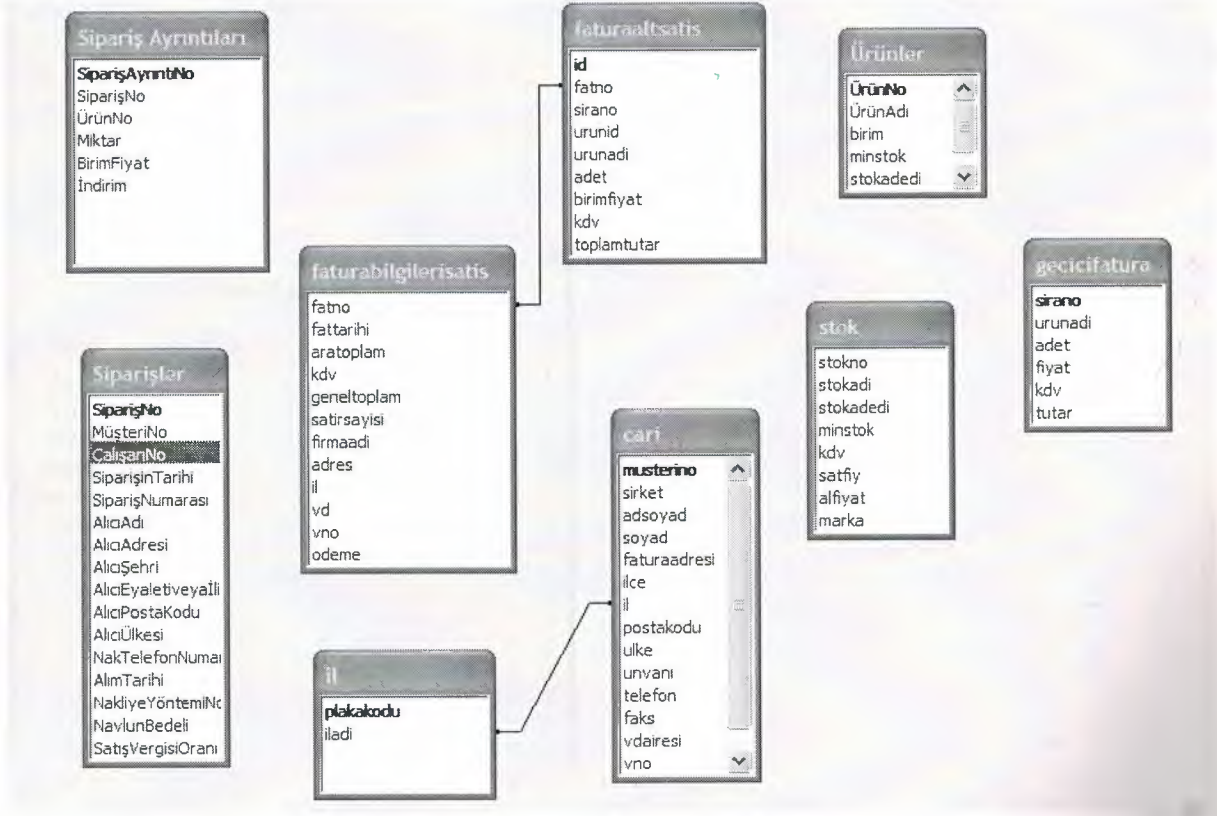 Sipariş Ayrıntıları
SiparişAyrıntıNo
SiparişNo
ÜrünNo
Miktar
BirimFiyat
İndirim
faturaaltsatis
id
fatno
sirano
urunid
urunadi
adet
birimfiyat
kdv
toplamtutar
Ürünler
ÜrünNo
ÜrünAdı
birim
minstok
stokadedi
faturabilgilerisatis
fatno
fattarihi
aratoplam
kdv
geneltoplam
satirsayisi
firmaadi
adres
il
vd
vno
odeme
gecicifatura
sirano
urunadi
adet
fiyat
kdv
tutar
stok
stokno
stokadi
stokadedi
minstok
kdv
satfiy
alfiyat
marka
Siparişler
SiparişNo
MüşteriNo
ÇalışanNo
SiparişinTarihi
SiparişNumarası
AlıcıAdı
AlıcıAdresi
AlıcıŞehri
AlıcıEyaletiveyaİli
AlıcıPostaKodu
AlıcıÜlkesi
NakTelefonNumar
AlımTarihi
NakliyeYöntemiNo
NavlunBedeli
SatışVergisiOranı
cari
musterino
sirket
adsoyad
soyad
faturaadresi
ilce
il
postakodu
ulke
unvanı
telefon
faks
vdairesi
vno
il
plakakodu
iladi